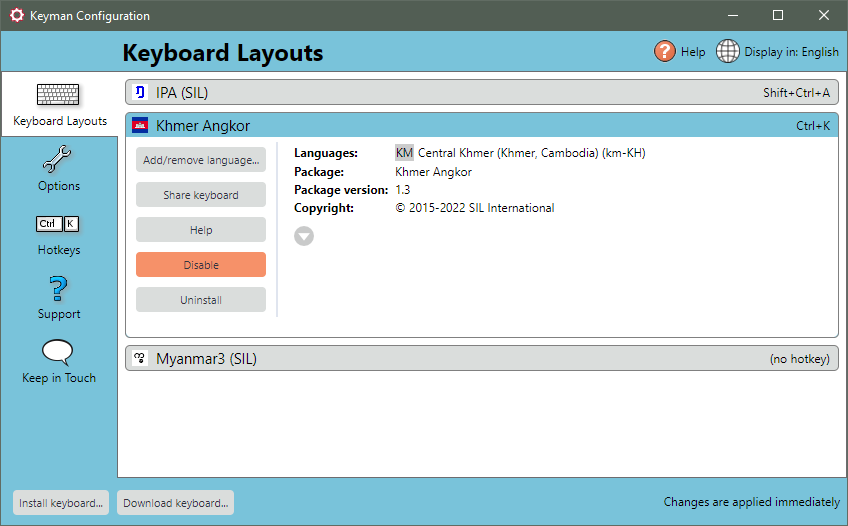 Keyman Configuration
Keyboard Layouts
Help
Display in: English
Keyboard Layouts
Options
Ctrl K
Hotkeys
Support
Keep in Touch
IPA (SIL) Shift+Ctrl+A
Khmer Angkor Ctrl+K
Add/remove language...
Share keyboard
Help
Disable
Uninstall
Languages: KM Central Khmer (Khmer, Cambodia) (km-KH)
Package: Khmer Angkor
Package version: 1.3
Copyright: © 2015-2022 SIL International
Myanmar3 (SIL) (no hotkey)
Install keyboard...
Download keyboard...
Changes are applied immediately